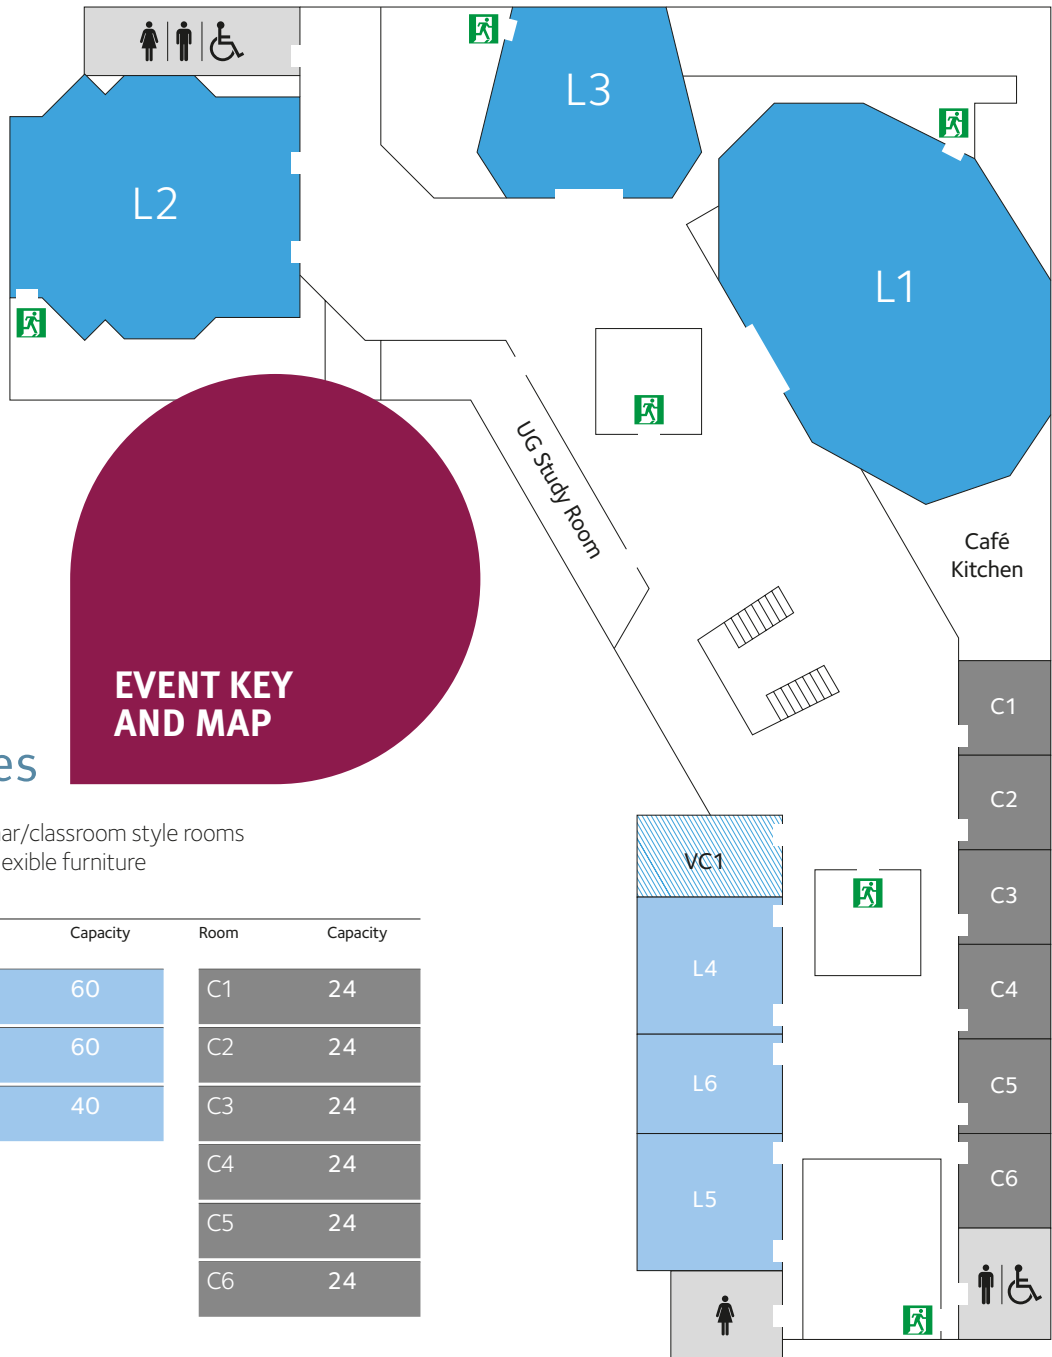 L3
L2
L1
UG Study Room
Café
Kitchen
EVENT KEY
AND MAP
es
ar/classroom style rooms
exible furniture
Capacity
Room
Capacity
60
C1
24
60
C2
24
40
C3
24
C4
24
C5
24
C6
24
VC1
L4
L6
L5
C1
C2
C3
C4
C5
C6